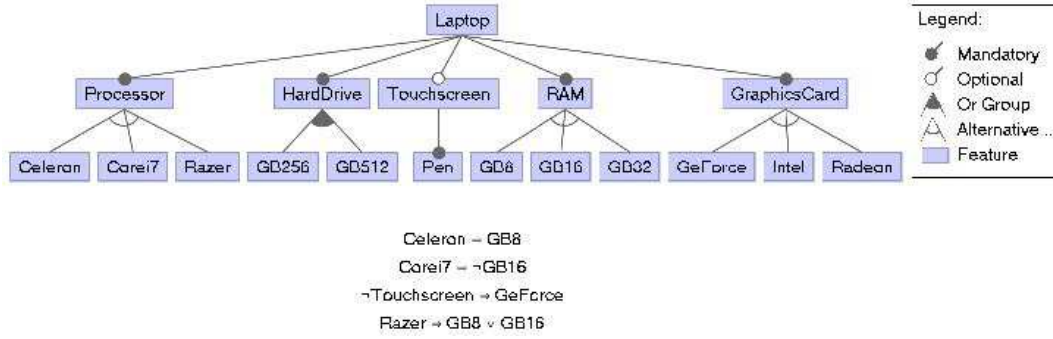 Laptop
Legend:
Mandatory
Optional
Or Group
Alternative ...
Feature
Processor HardDrive Touchscreen RAM GraphicsCard
Celeron Corei7 Razer GB256 GB512 Pen GB8 GB16 GB32 GeForce Intel Radeon
Celeron ⇒ GB8
Corei7 ⇒ ¬GB16
¬Touchscreen ⇒ GeForce
Razer ⇒ GB8 ∨ GB16